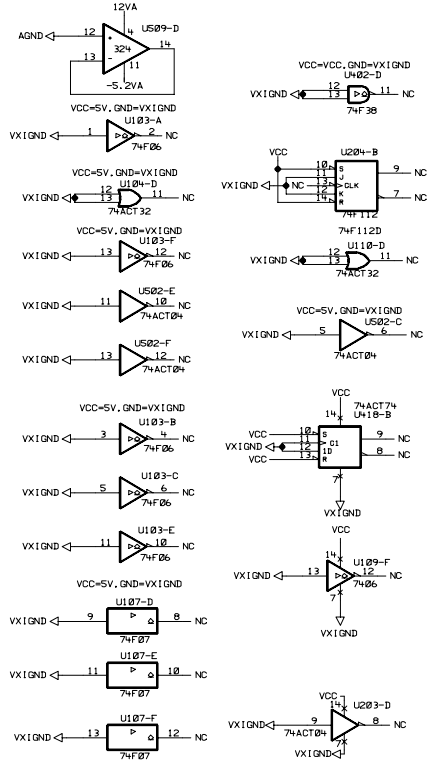 12VA
U509-D
AGND 12 4 14
324
13 11
-5.2VA
VCC=5V.GND=VXIGND
U103-A
VXIGND 1 2 NC
74F06
VCC=5V.GND=VXIGND
U104-D
12 11 NC
VXIGND 13
74ACT32
VCC=5V.GND=VXIGND
U103-F
VXIGND 13 12 NC
74F06
U502-E
VXIGND 11 10 NC
74ACT04
U502-F
VXIGND 13 12 NC
74ACT04
VCC=5V.GND=VXIGND
U103-B
VXIGND 3 4 NC
74F06
U103-C
VXIGND 5 6 NC
74F06
U103-E
VXIGND 11 10 NC
74F06
VCC=5V.GND=VXIGND
U107-D
VXIGND 9 8 NC
74F07
U107-E
VXIGND 11 10 NC
74F07
U107-F
VXIGND 13 12 NC
74F07
VCC=VCC.GND=VXIGND
U402-D
12 11 NC
VXIGND 13
74F38
VCC
U204-B
10 S 9 NC
11 J
VXIGND NC 13 CLK
12 K 7 NC
14 R
74F112
74F112D
U110-D
12 11 NC
VXIGND 13
74ACT32
VCC=5V.GND=VXIGND
U502-C
VXIGND 5 6 NC
74ACT04
VCC
74ACT74
14 U418-B
VCC 10 S 9 NC
11 C1
VXIGND 12 1D 8 NC
VCC 13 R
7
VXIGND
VCC
14 U109-F
VXIGND 13 12 NC
7406
7
VXIGND
VCC
14 U203-D
VXIGND 9 8 NC
74ACT04
7
VXIGND